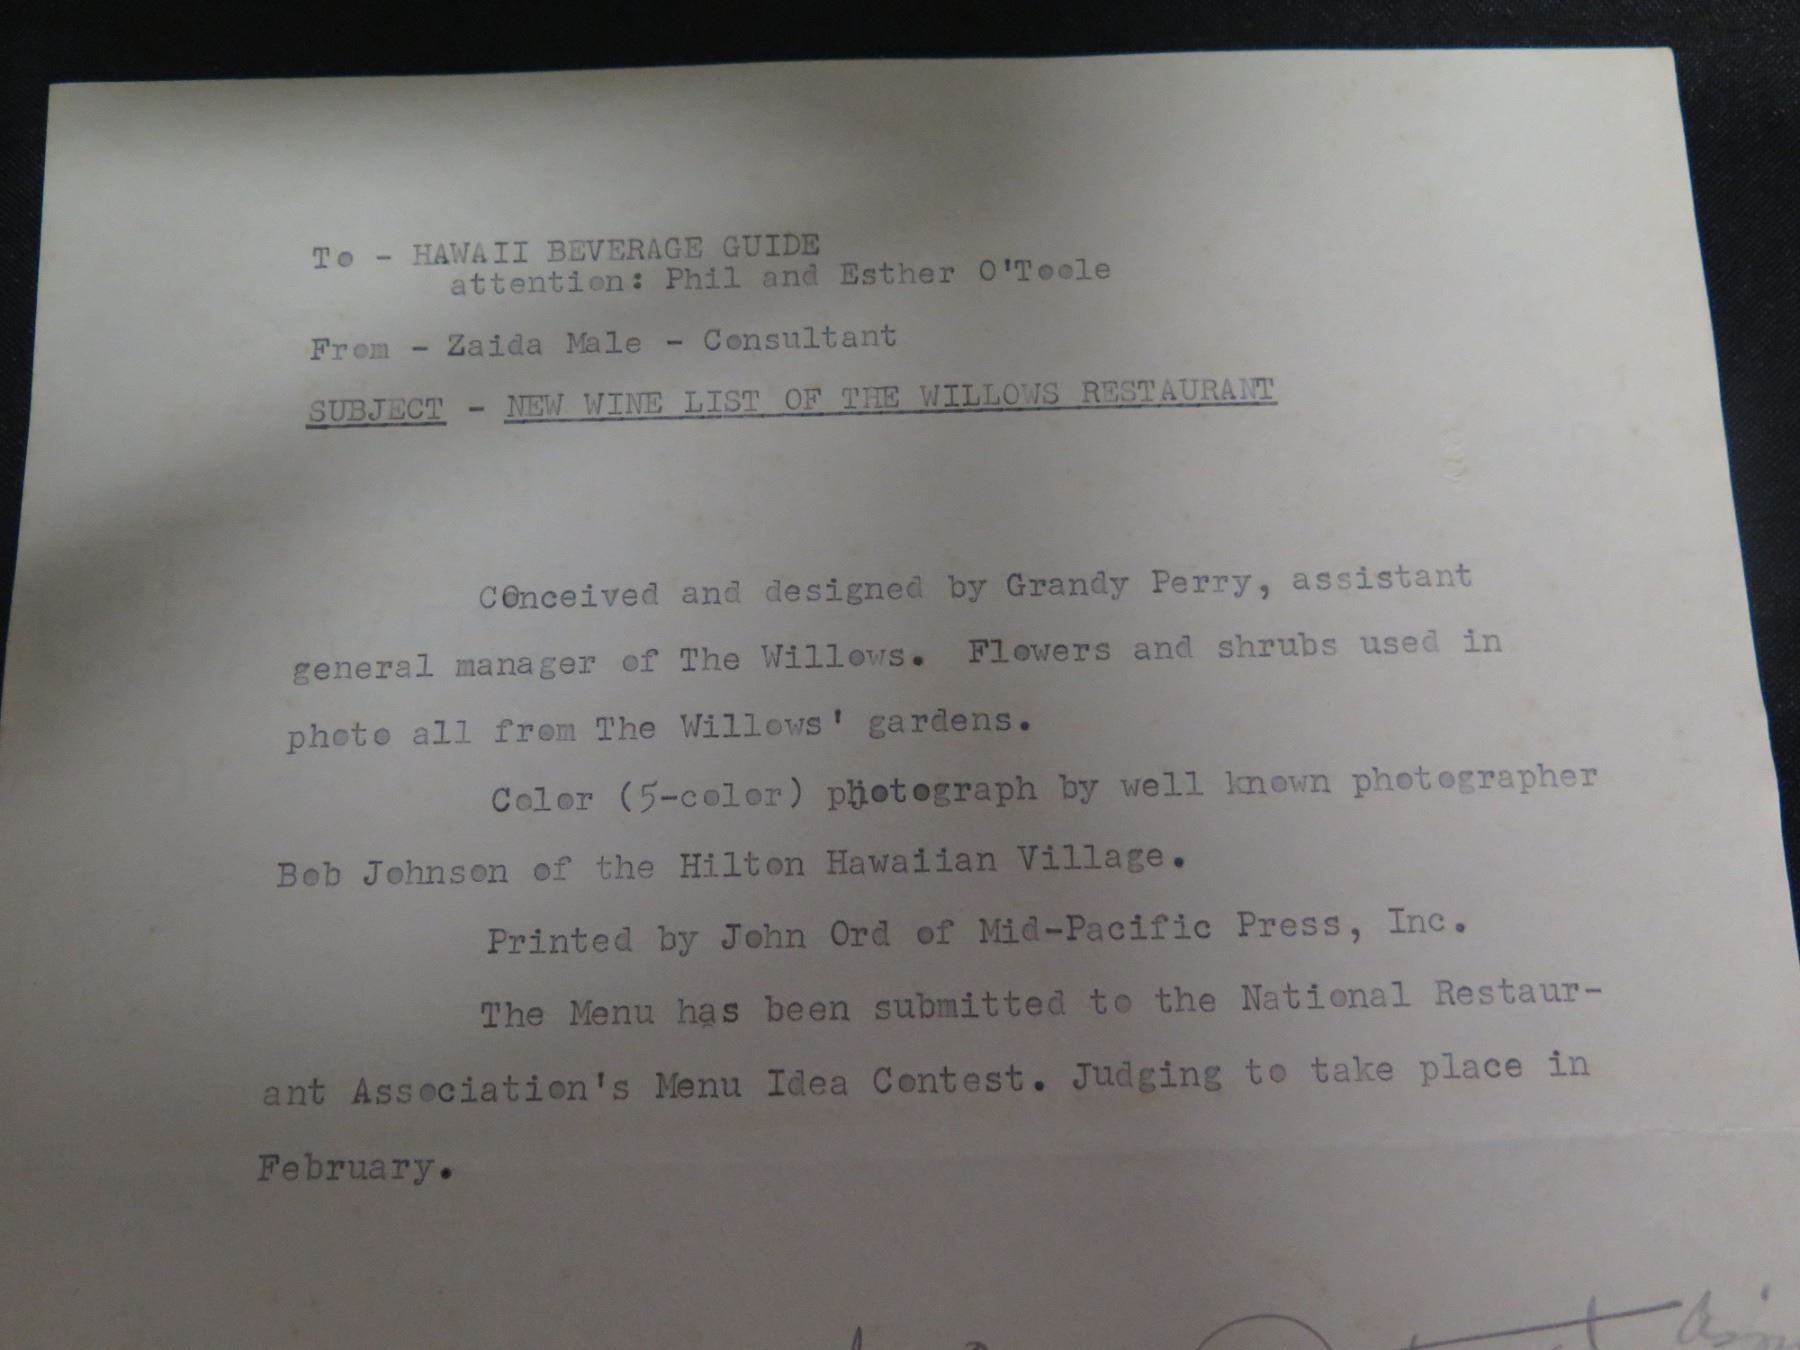 To - HAWAII BEVERAGE GUIDE
attention: Phil and Esther O'Toole
From - Zaida Male - Consultant
SUBJECT - NEW WINE LIST OF THE WILLOWS RESTAURANT
COnceived and designed by Grandy Perry, assistant
general manager of The Willows. Flowers and shrubs used in
photo all from The Willows' gardens.
Color (5-color) photograph by well known photographer
Bob Johnson of the Hilton Hawaiian Village.
Printed by John Ord of Mid-Pacific Press, Inc.
The Menu has been submitted to the National Restaur-
ant Association's Menu Idea Contest. Judging to take place in
February.